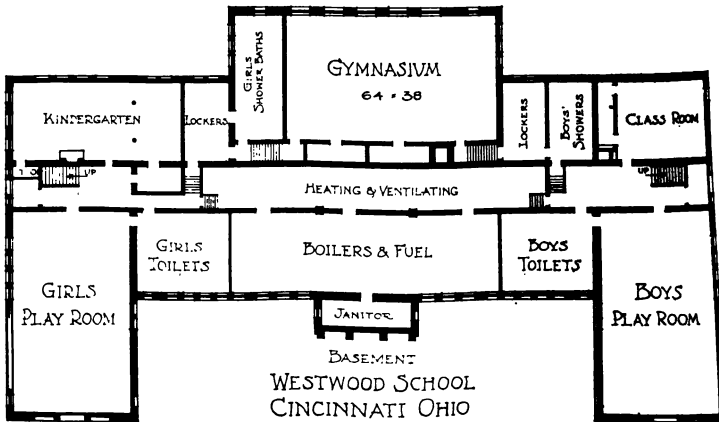 GYMNASIUM
64 × 38
GIRLS
SHOWER BATHS
KINDERGARTEN
LOCKERS
LOCKERS
BOYS'
SHOWERS
CLASS ROOM
UP
HEATING & VENTILATING
UP
GIRLS
TOILETS
BOILERS & FUEL
BOYS
TOILETS
GIRLS
PLAY ROOM
BOYS
PLAY ROOM
JANITOR
BASEMENT
WESTWOOD SCHOOL
CINCINNATI OHIO